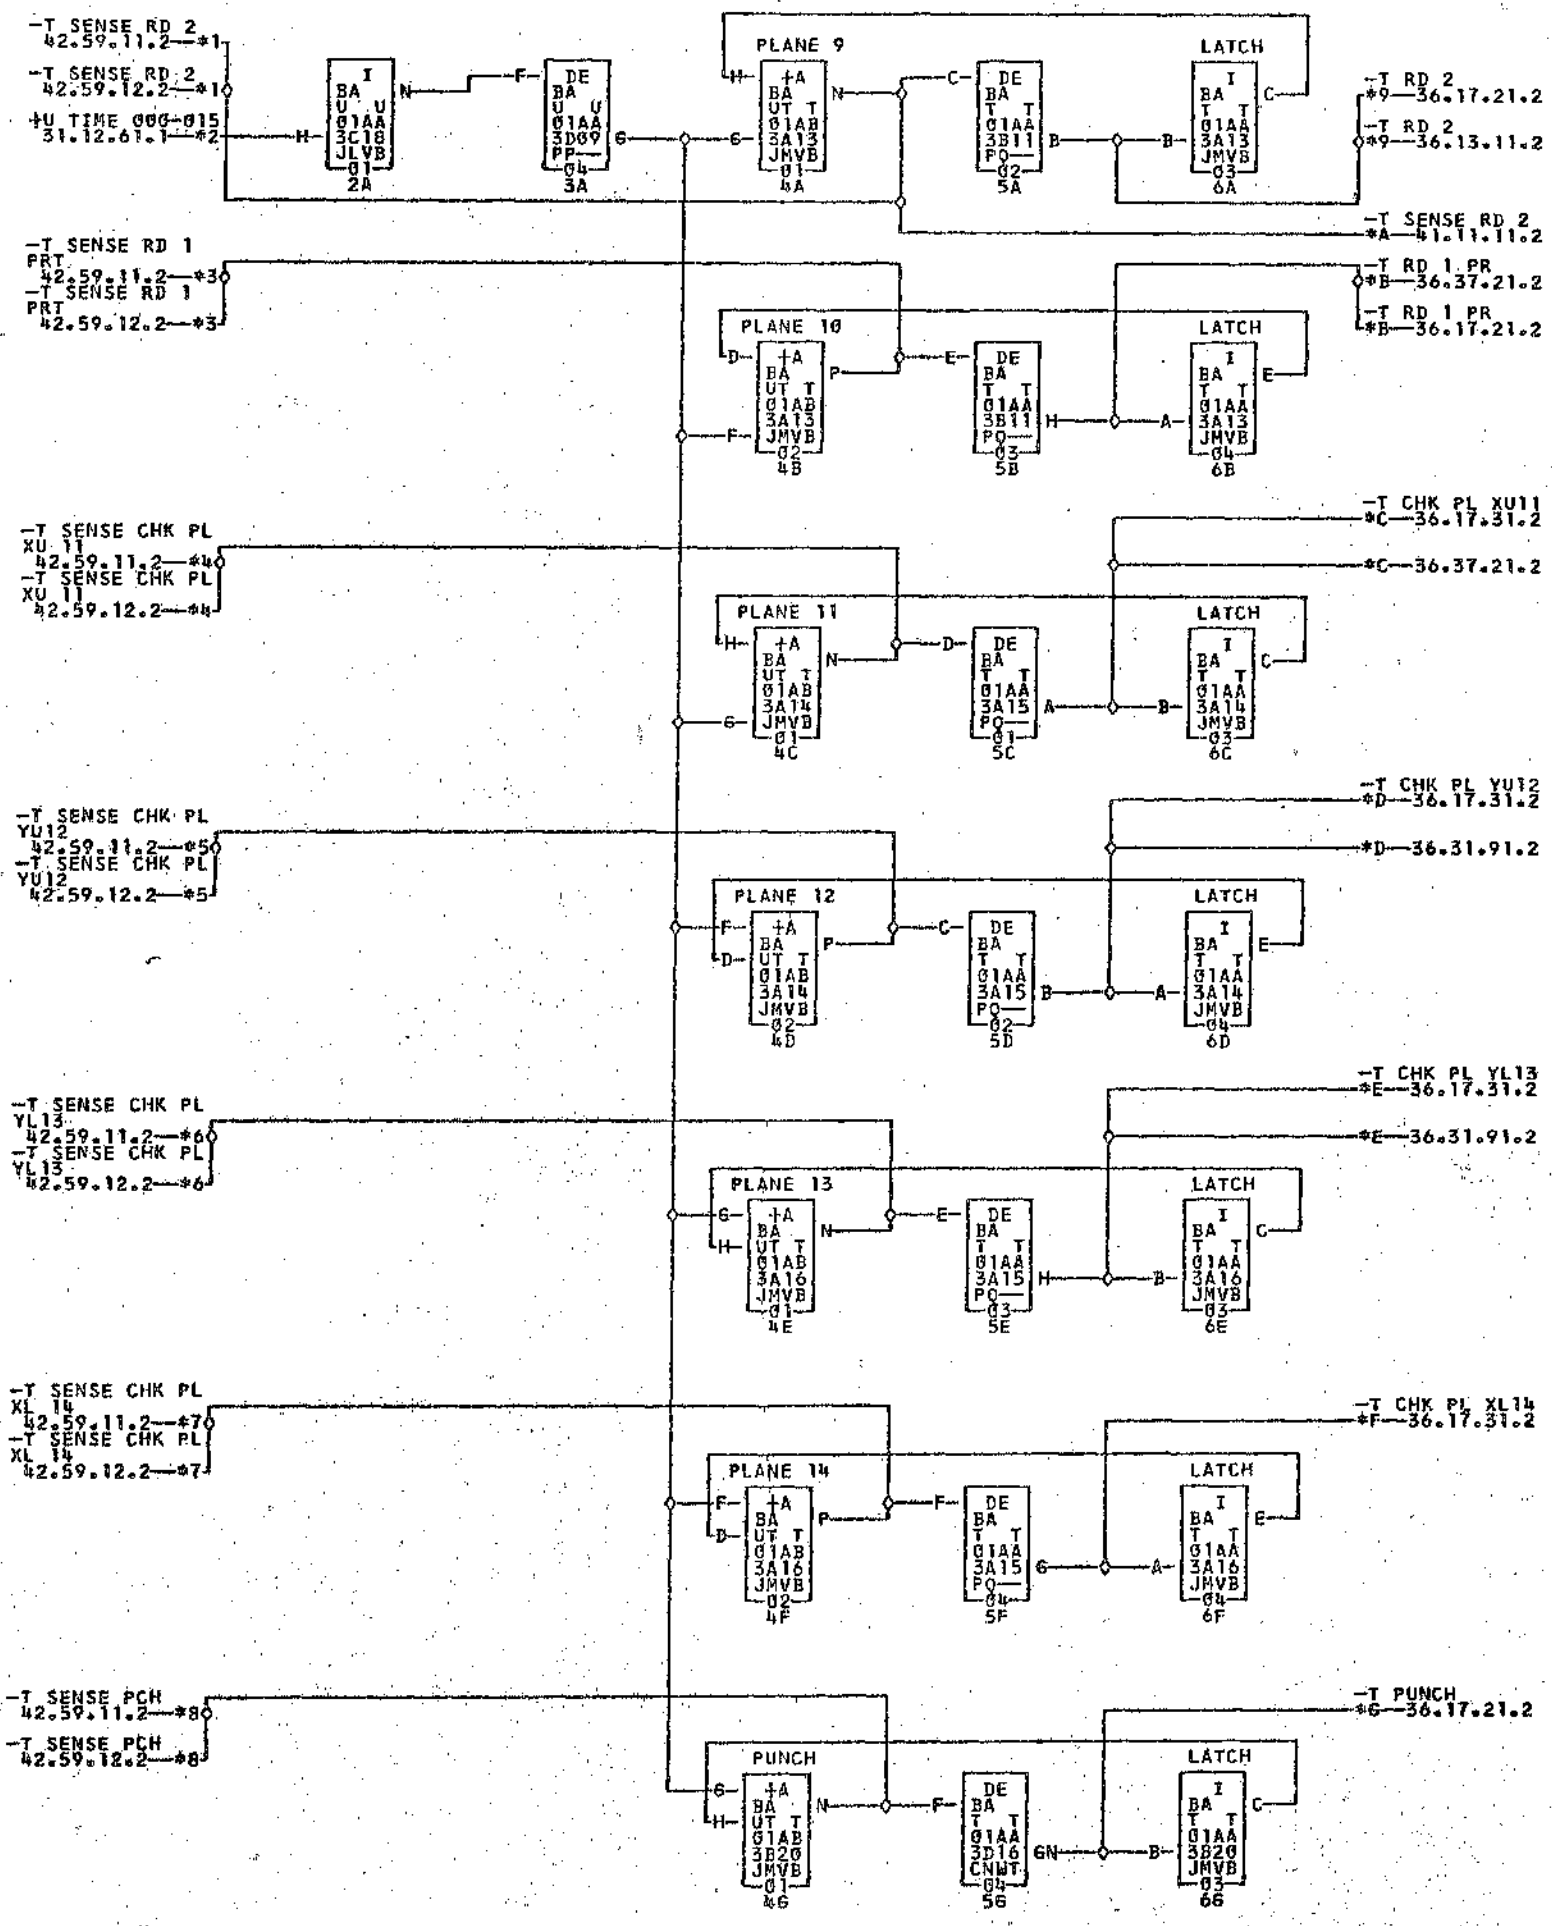 -T SENSE RD 2
42.59.11.2—*1
-T SENSE RD 2
42.59.12.2—*1
+U TIME 000-015
31.12.61.1—*2
H
I
BA
U U
01AA
3C18
JLVB
01
2A
N
F
DE
BA
U U
01AA
3D09
PP—
04
3A
G
PLANE 9
H
G
+A
BA
UT T
01AB
3A13
JMVB
01
4A
N
C
DE
BA
T T
01AA
3B11
PQ—
02
5A
B
B
LATCH
I
BA
T T
01AA
3A13
JMVB
03
6A
C
-T RD 2
*9—36.17.21.2
-T RD 2
*9—36.13.11.2
-T SENSE RD 2
*A—41.11.11.2
-T SENSE RD 1
PRT
42.59.11.2—*3
-T SENSE RD 1
PRT
42.59.12.2—*3
PLANE 10
D
F
+A
BA
UT T
01AB
3A13
JMVB
02
4B
P
E
DE
BA
T T
01AA
3B11
PQ—
03
5B
H
A
LATCH
I
BA
T T
01AA
3A13
JMVB
04
6B
E
-T RD 1 PR
*B—36.37.21.2
-T RD 1 PR
*B—36.17.21.2
-T SENSE CHK PL
XU 11
42.59.11.2—*4
-T SENSE CHK PL
XU 11
42.59.12.2—*4
PLANE 11
H
G
+A
BA
UT T
01AB
3A14
JMVB
01
4C
N
D
DE
BA
T T
01AA
3A15
PQ—
01
5C
A
B
LATCH
I
BA
T T
01AA
3A14
JMVB
03
6C
C
-T CHK PL XU11
*C—36.17.31.2
*C—36.37.21.2
-T SENSE CHK PL
YU12
42.59.11.2—*5
-T SENSE CHK PL
YU12
42.59.12.2—*5
PLANE 12
F
D
+A
BA
UT T
01AB
3A14
JMVB
02
4D
P
C
DE
BA
T T
01AA
3A15
PQ—
02
5D
B
A
LATCH
I
BA
T T
01AA
3A14
JMVB
04
6D
E
-T CHK PL YU12
*D—36.17.31.2
*D—36.31.91.2
-T SENSE CHK PL
YL13
42.59.11.2—*6
-T SENSE CHK PL
YL13
42.59.12.2—*6
PLANE 13
G
H
+A
BA
UT T
01AB
3A16
JMVB
01
4E
N
E
DE
BA
T T
01AA
3A15
PQ—
03
5E
H
B
LATCH
I
BA
T T
01AA
3A16
JMVB
03
6E
C
-T CHK PL YL13
*E—36.17.31.2
*E—36.31.91.2
-T SENSE CHK PL
XL 14
42.59.11.2—*7
-T SENSE CHK PL
XL 14
42.59.12.2—*7
PLANE 14
F
D
+A
BA
UT T
01AB
3A16
JMVB
02
4F
P
F
DE
BA
T T
01AA
3A15
PQ—
04
5F
G
A
LATCH
I
BA
T T
01AA
3A16
JMVB
04
6F
E
-T CHK PL XL14
*F—36.17.31.2
-T SENSE PCH
42.59.11.2—*8
-T SENSE PCH
42.59.12.2—*8
PUNCH
G
H
+A
BA
UT T
01AB
3B20
JMVB
01
4G
N
F
DE
BA
T T
01AA
3D16
CNWT
04
5G
GN
B
LATCH
I
BA
T T
01AA
3B20
JMVB
03
6G
C
-T PUNCH
*G—36.17.21.2